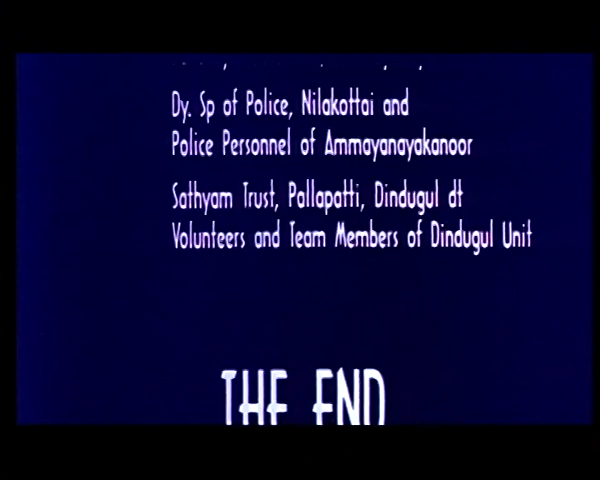 Dy. Sp of Police, Nilakottai and
Police Personnel of Ammayanayakanoor
Sathyam Trust, Pallapatti, Dindugul dt
Volunteers and Team Members of Dindugul Unit
THE END